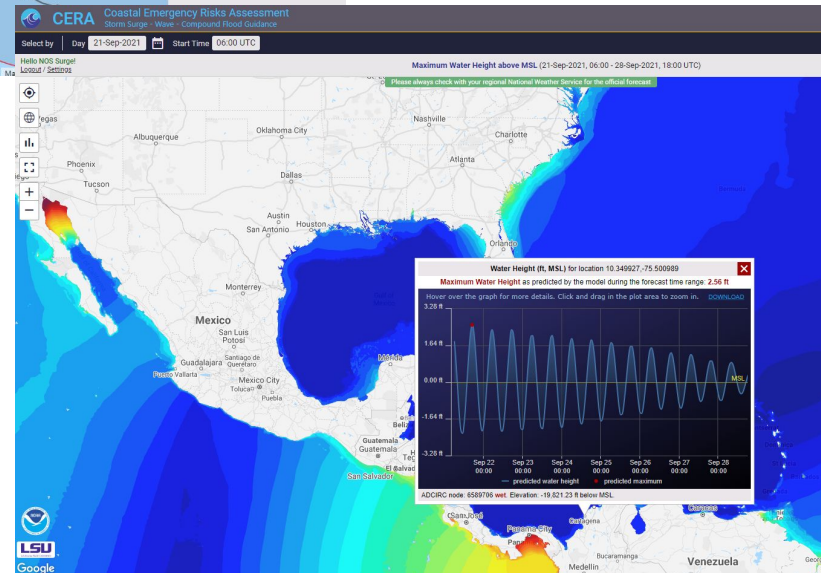 CERA Coastal Emergency Risks Assessment
Storm Surge - Wave - Compound Flood Guidance
Select by Day 21-Sep-2021 Start Time 06:00 UTC
Hello NOS Surge!
Logout / Settings
Maximum Water Height above MSL (21-Sep-2021, 06:00 - 28-Sep-2021, 18:00 UTC)
Please always check with your regional National Weather Service for the official forecast
Nashville
Oklahoma City
Albuquerque
Charlotte
Atlanta
Phoenix
Dallas
Tucson
Austin
Houston
San Antonio
Orlando
Monterrey
Mexico
San Luis
Potosí
Guadalajara
Santiago de
Querétaro
Puerto Vallarta
Mexico City
Toluca
Puebla
Mérida
Guatemala
Guatemala
San Salvador
Water Height (ft, MSL) for location 10.349927,-75.500989
Maximum Water Height as predicted by the model during the forecast time range: 2.56 ft
Hover over the graph for more details. Click and drag in the plot area to zoom in. DOWNLOAD
3.28 ft
1.64 ft
0.00 ft
MSL
-1.64 ft
-3.28 ft
Sep 22 Sep 23 Sep 24 Sep 25 Sep 26 Sep 27 Sep 28
00:00 00:00 00:00 00:00 00:00 00:00 00:00
predicted water height predicted maximum
ADCIRC node: 6589706 wet. Elevation: -19,821.23 ft below MSL
San José
Panama City
Cartagena
Caracas
Bucaramanga
Medellín
Venezuela
LSU
Google